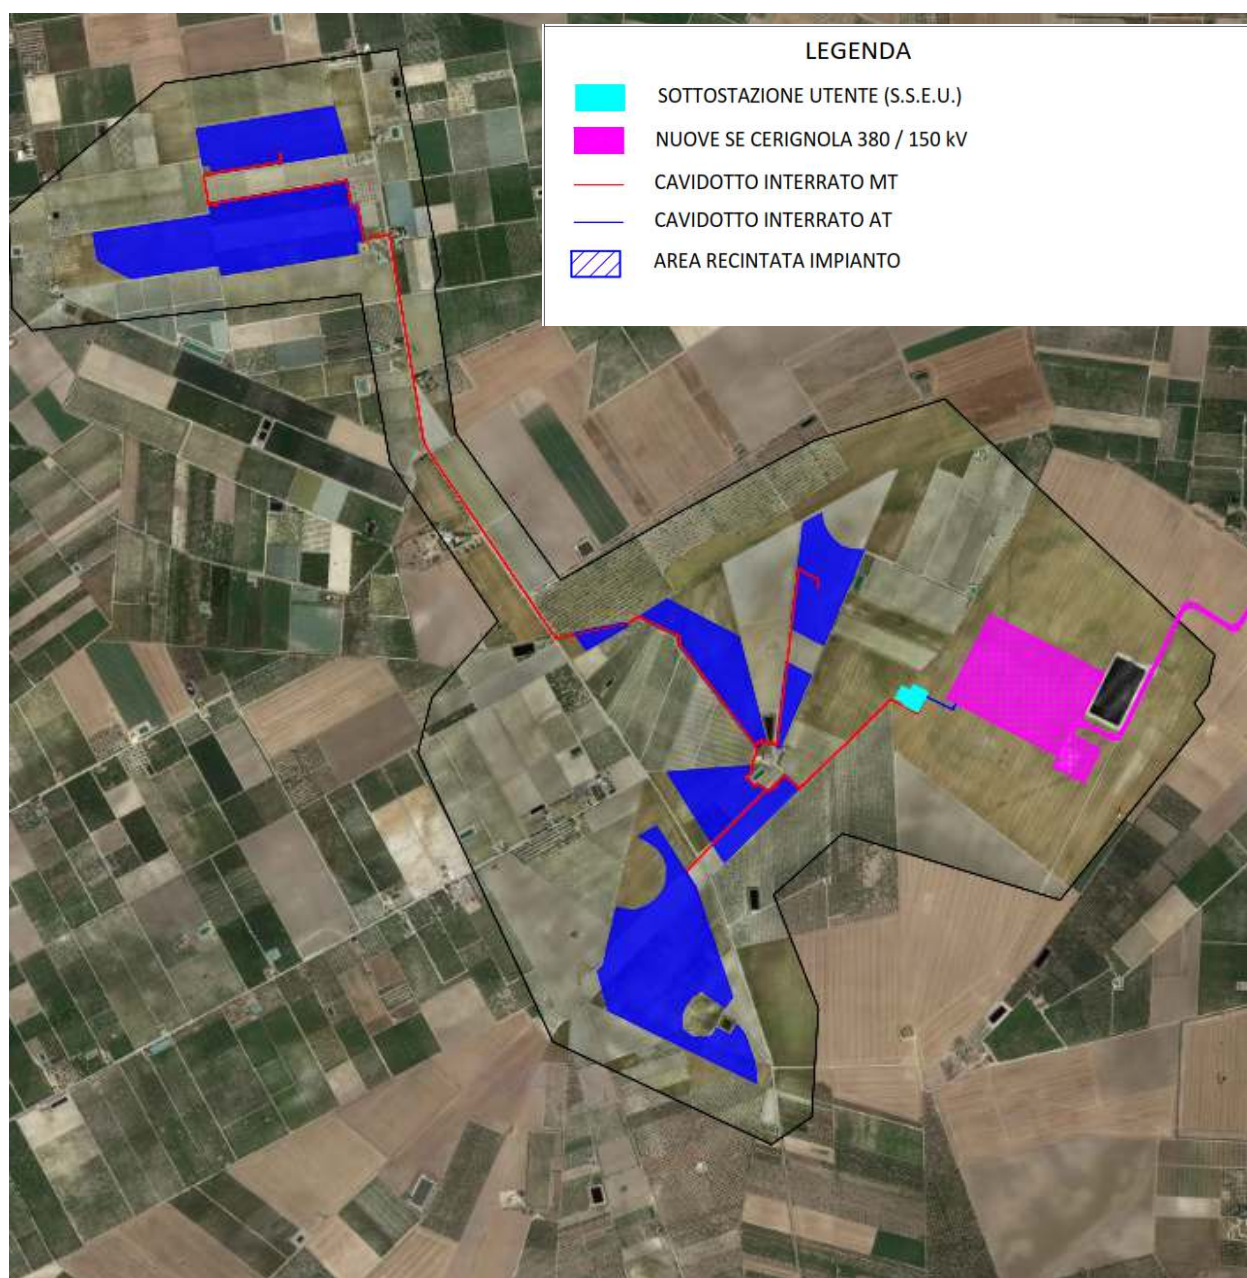 LEGENDA
SOTTOSTAZIONE UTENTE (S.S.E.U.)
NUOVE SE CERIGNOLA 380 / 150 kV
CAVIDOTTO INTERRATO MT
CAVIDOTTO INTERRATO AT
AREA RECINTATA IMPIANTO